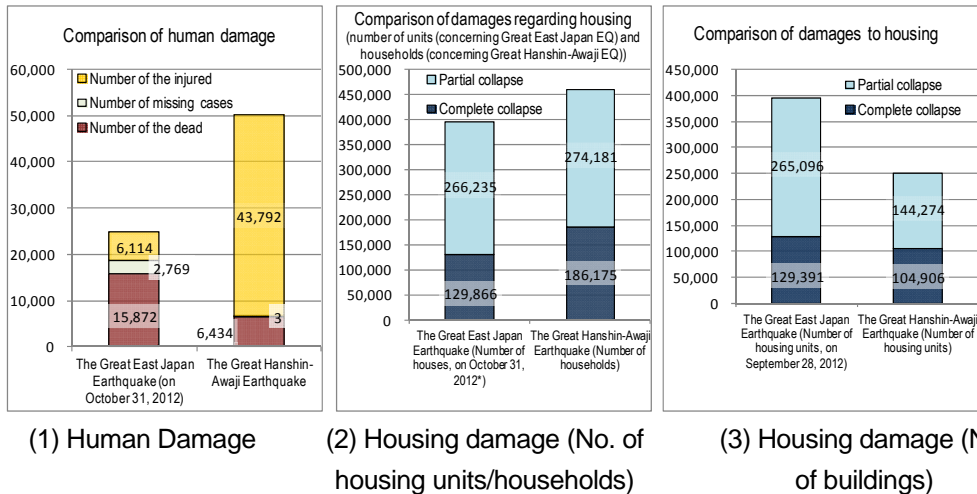 Comparison of human damage
60,000
50,000
40,000
30,000
20,000
10,000
0
Number of the injured
Number of missing cases
Number of the dead
6,114
2,769
15,872
43,792
3
6,434
The Great East Japan
Earthquake (on
October 31, 2012)
The Great Hanshin-
Awaji Earthquake
(1) Human Damage
Comparison of damages regarding housing
(number of units (concerning Great East Japan EQ) and
households (concerning Great Hanshin-Awaji EQ))
500,000
450,000
400,000
350,000
300,000
250,000
200,000
150,000
100,000
50,000
0
Partial collapse
Complete collapse
266,235
129,866
274,181
186,175
The Great East Japan
Earthquake (Number of
houses, on October 31,
2012*)
The Great Hanshin-Awaji
Earthquake (Number of
households)
(2) Housing damage (No. of
housing units/households)
Comparison of damages to housing
450,000
400,000
350,000
300,000
250,000
200,000
150,000
100,000
50,000
0
Partial collapse
Complete collapse
265,096
129,391
144,274
104,906
The Great East Japan
Earthquake (Number of
housing units, on
September 28, 2012)
The Great Hanshin-Awaji
Earthquake (Number of
housing units)
(3) Housing damage (
of buildings)